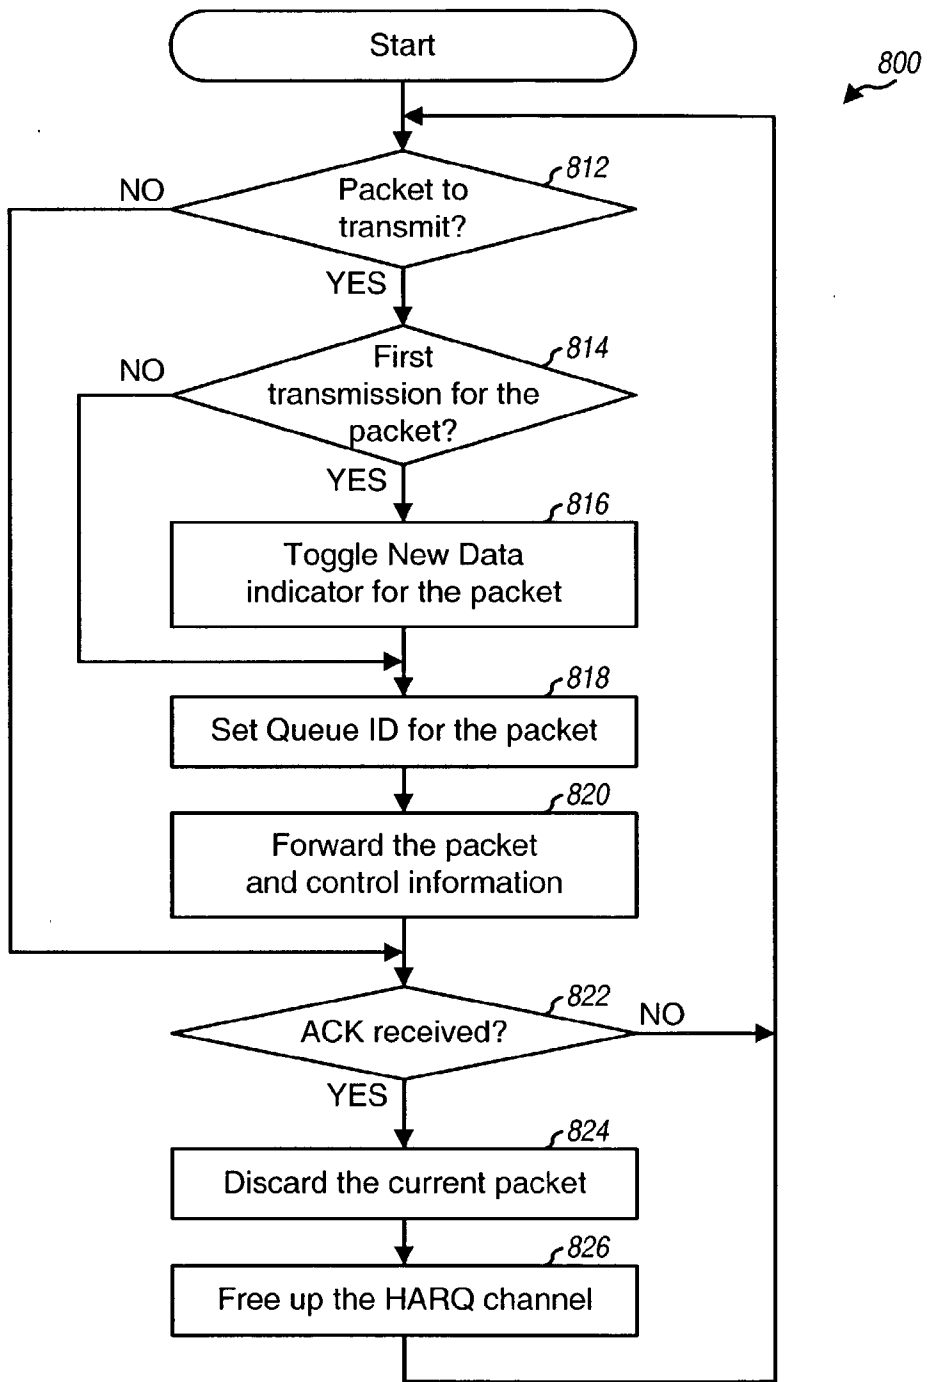 Start
800
812
NO
Packet to
transmit?
YES
814
NO
First
transmission for the
packet?
YES
816
Toggle New Data
indicator for the packet
818
Set Queue ID for the packet
820
Forward the packet
and control information
822
ACK received?
NO
YES
824
Discard the current packet
826
Free up the HARQ channel